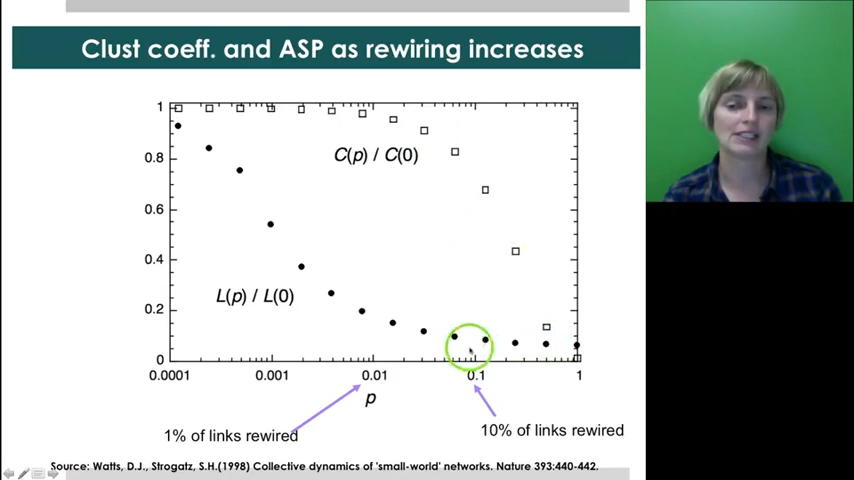 Clust coeff. and ASP as rewiring increases
1
0.8
0.6
0.4
0.2
0
C(p) / C(0)
L(p) / L(0)
0.0001
0.001
0.01
0.1
1
p
1% of links rewired
10% of links rewired
Source: Watts, D.J., Strogatz, S.H.(1998) Collective dynamics of 'small-world' networks. Nature 393:440-442.